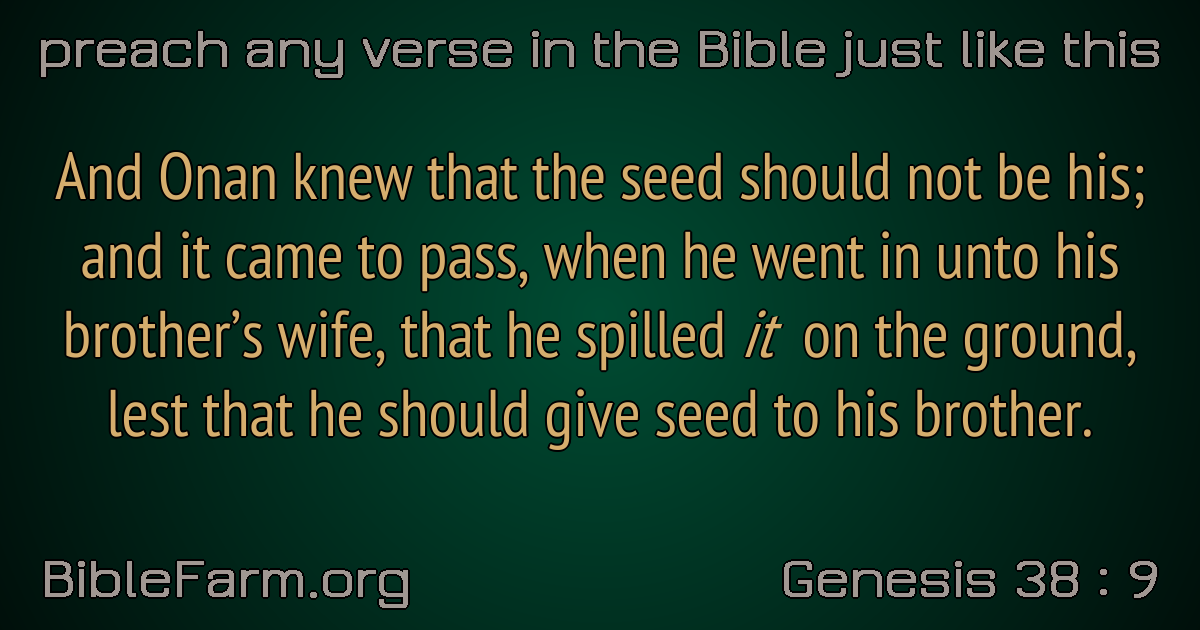 preach any verse in the Bible just like this
And Onan knew that the seed should not be his;
and it came to pass, when he went in unto his
brother’s wife, that he spilled it on the ground,
lest that he should give seed to his brother.
BibleFarm.org
Genesis 38 : 9